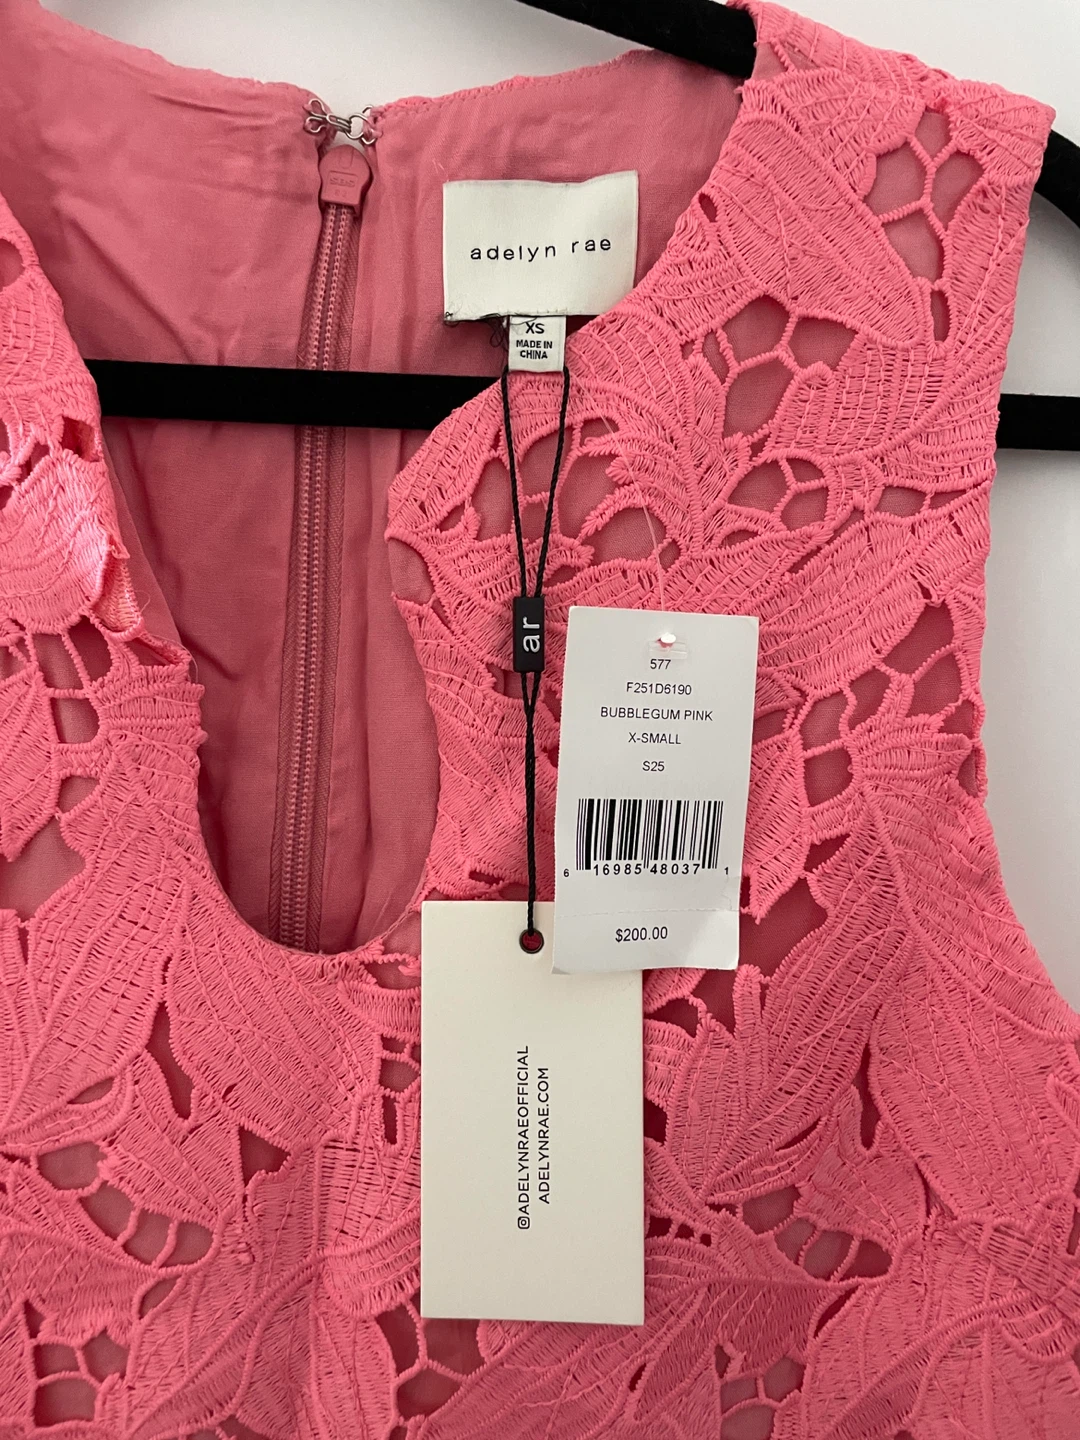 adelyn rae
XS
MADE IN
CHINA
ar
577
F251D6190
BUBBLEGUM PINK
X-SMALL
S25
6 16985 48037 1
$200.00
@ADELYNRAEOFFICIAL
ADELYNRAE.COM